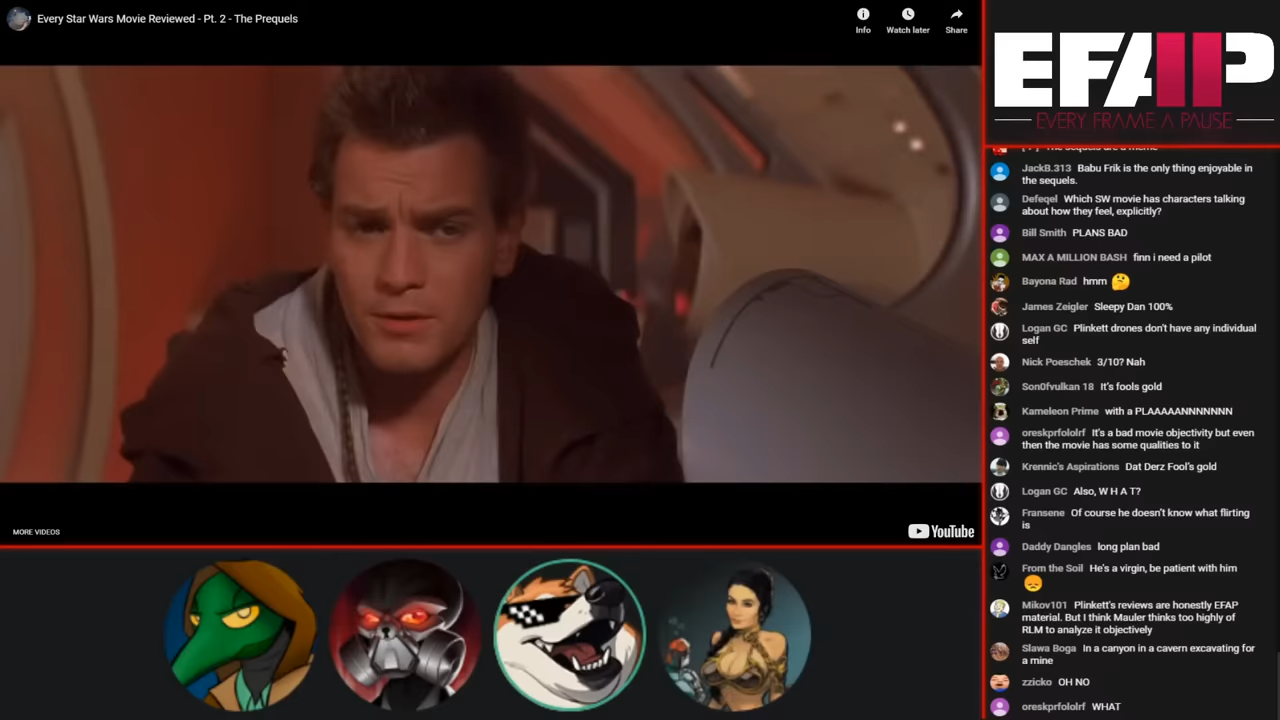 Every Star Wars Movie Reviewed - Pt. 2 - The Prequels
Info
Watch later
Share
MORE VIDEOS
YouTube
EFAP
EVERY FRAME A PAUSE
The sequels are a meme
JackB.313 Babu Frik is the only thing enjoyable in
the sequels.
Defeqel Which SW movie has characters talking
about how they feel, explicitly?
Bill Smith PLANS BAD
MAX A MILLION BASH finn i need a pilot
Bayona Rad hmm 🤔
James Zeigler Sleepy Dan 100%
Logan GC Plinkett drones don't have any individual
self
Nick Poeschek 3/10? Nah
Son0fvulkan 18 It's fools gold
Kameleon Prime with a PLAAAAANNNNNNN
oreskprfololrf It's a bad movie objectivity but even
then the movie has some qualities to it
Krennic's Aspirations Dat Derz Fool's gold
Logan GC Also, W H A T?
Fransene Of course he doesn't know what flirting
is
Daddy Dangles long plan bad
From the Soil He's a virgin, be patient with him
😞
Mikov101 Plinkett's reviews are honestly EFAP
material. But I think Mauler thinks too highly of
RLM to analyze it objectively
Slawa Boga In a canyon in a cavern excavating for
a mine
zzicko OH NO
oreskprfololrf WHAT